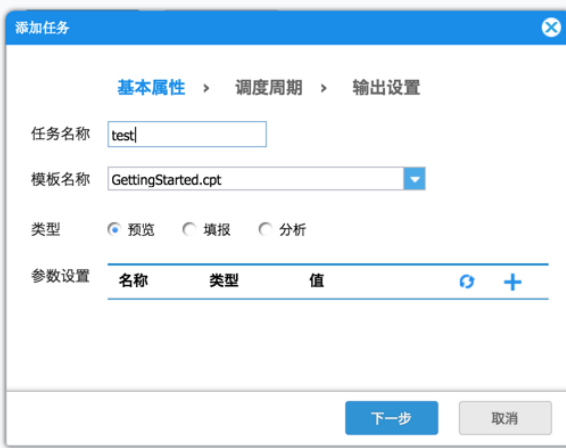 添加任务
基本属性 › 调度周期 › 输出设置
任务名称 test
模板名称 GettingStarted.cpt
类型 预览 填报 分析
参数设置 名称 类型 值
下一步 取消